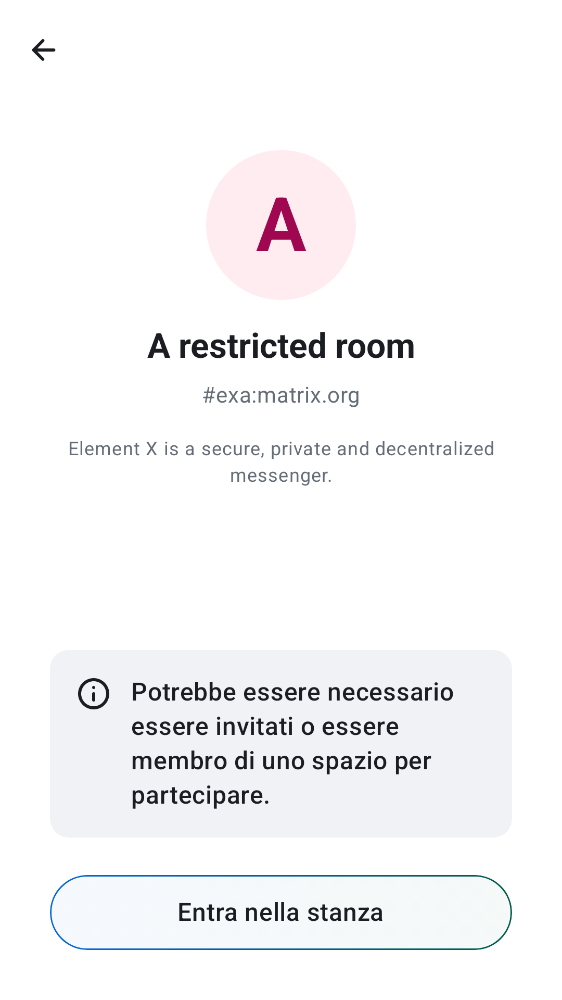 A
A restricted room
#exa:matrix.org
Element X is a secure, private and decentralized
messenger.
Potrebbe essere necessario
essere invitati o essere
membro di uno spazio per
partecipare.
Entra nella stanza